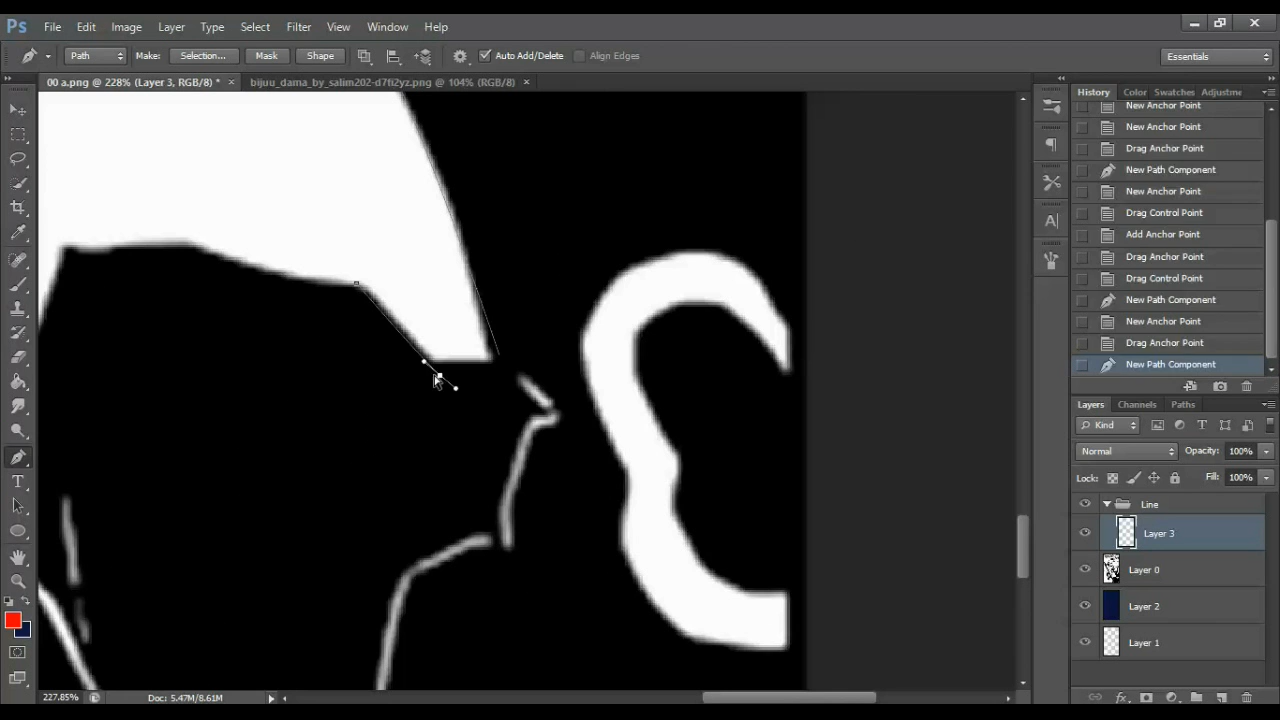 Ps File Edit Image Layer Type Select Filter View Window Help
Path Make: Selection... Mask Shape Auto Add/Delete Align Edges Essentials
00 a.png @ 228% (Layer 3, RGB/8) * × bijuu_dama_by_salim202-d7fi2yz.png @ 104% (RGB/8) ×
History Color Swatches Adjustme
New Anchor Point
New Anchor Point
Drag Anchor Point
New Path Component
New Anchor Point
Drag Control Point
Add Anchor Point
Drag Anchor Point
Drag Control Point
New Path Component
New Anchor Point
Drag Anchor Point
New Path Component
Layers Channels Paths
Kind
Normal Opacity: 100%
Lock: Fill: 100%
Line
Layer 3
Layer 0
Layer 2
Layer 1
227.85% Doc: 5.47M/8.61M